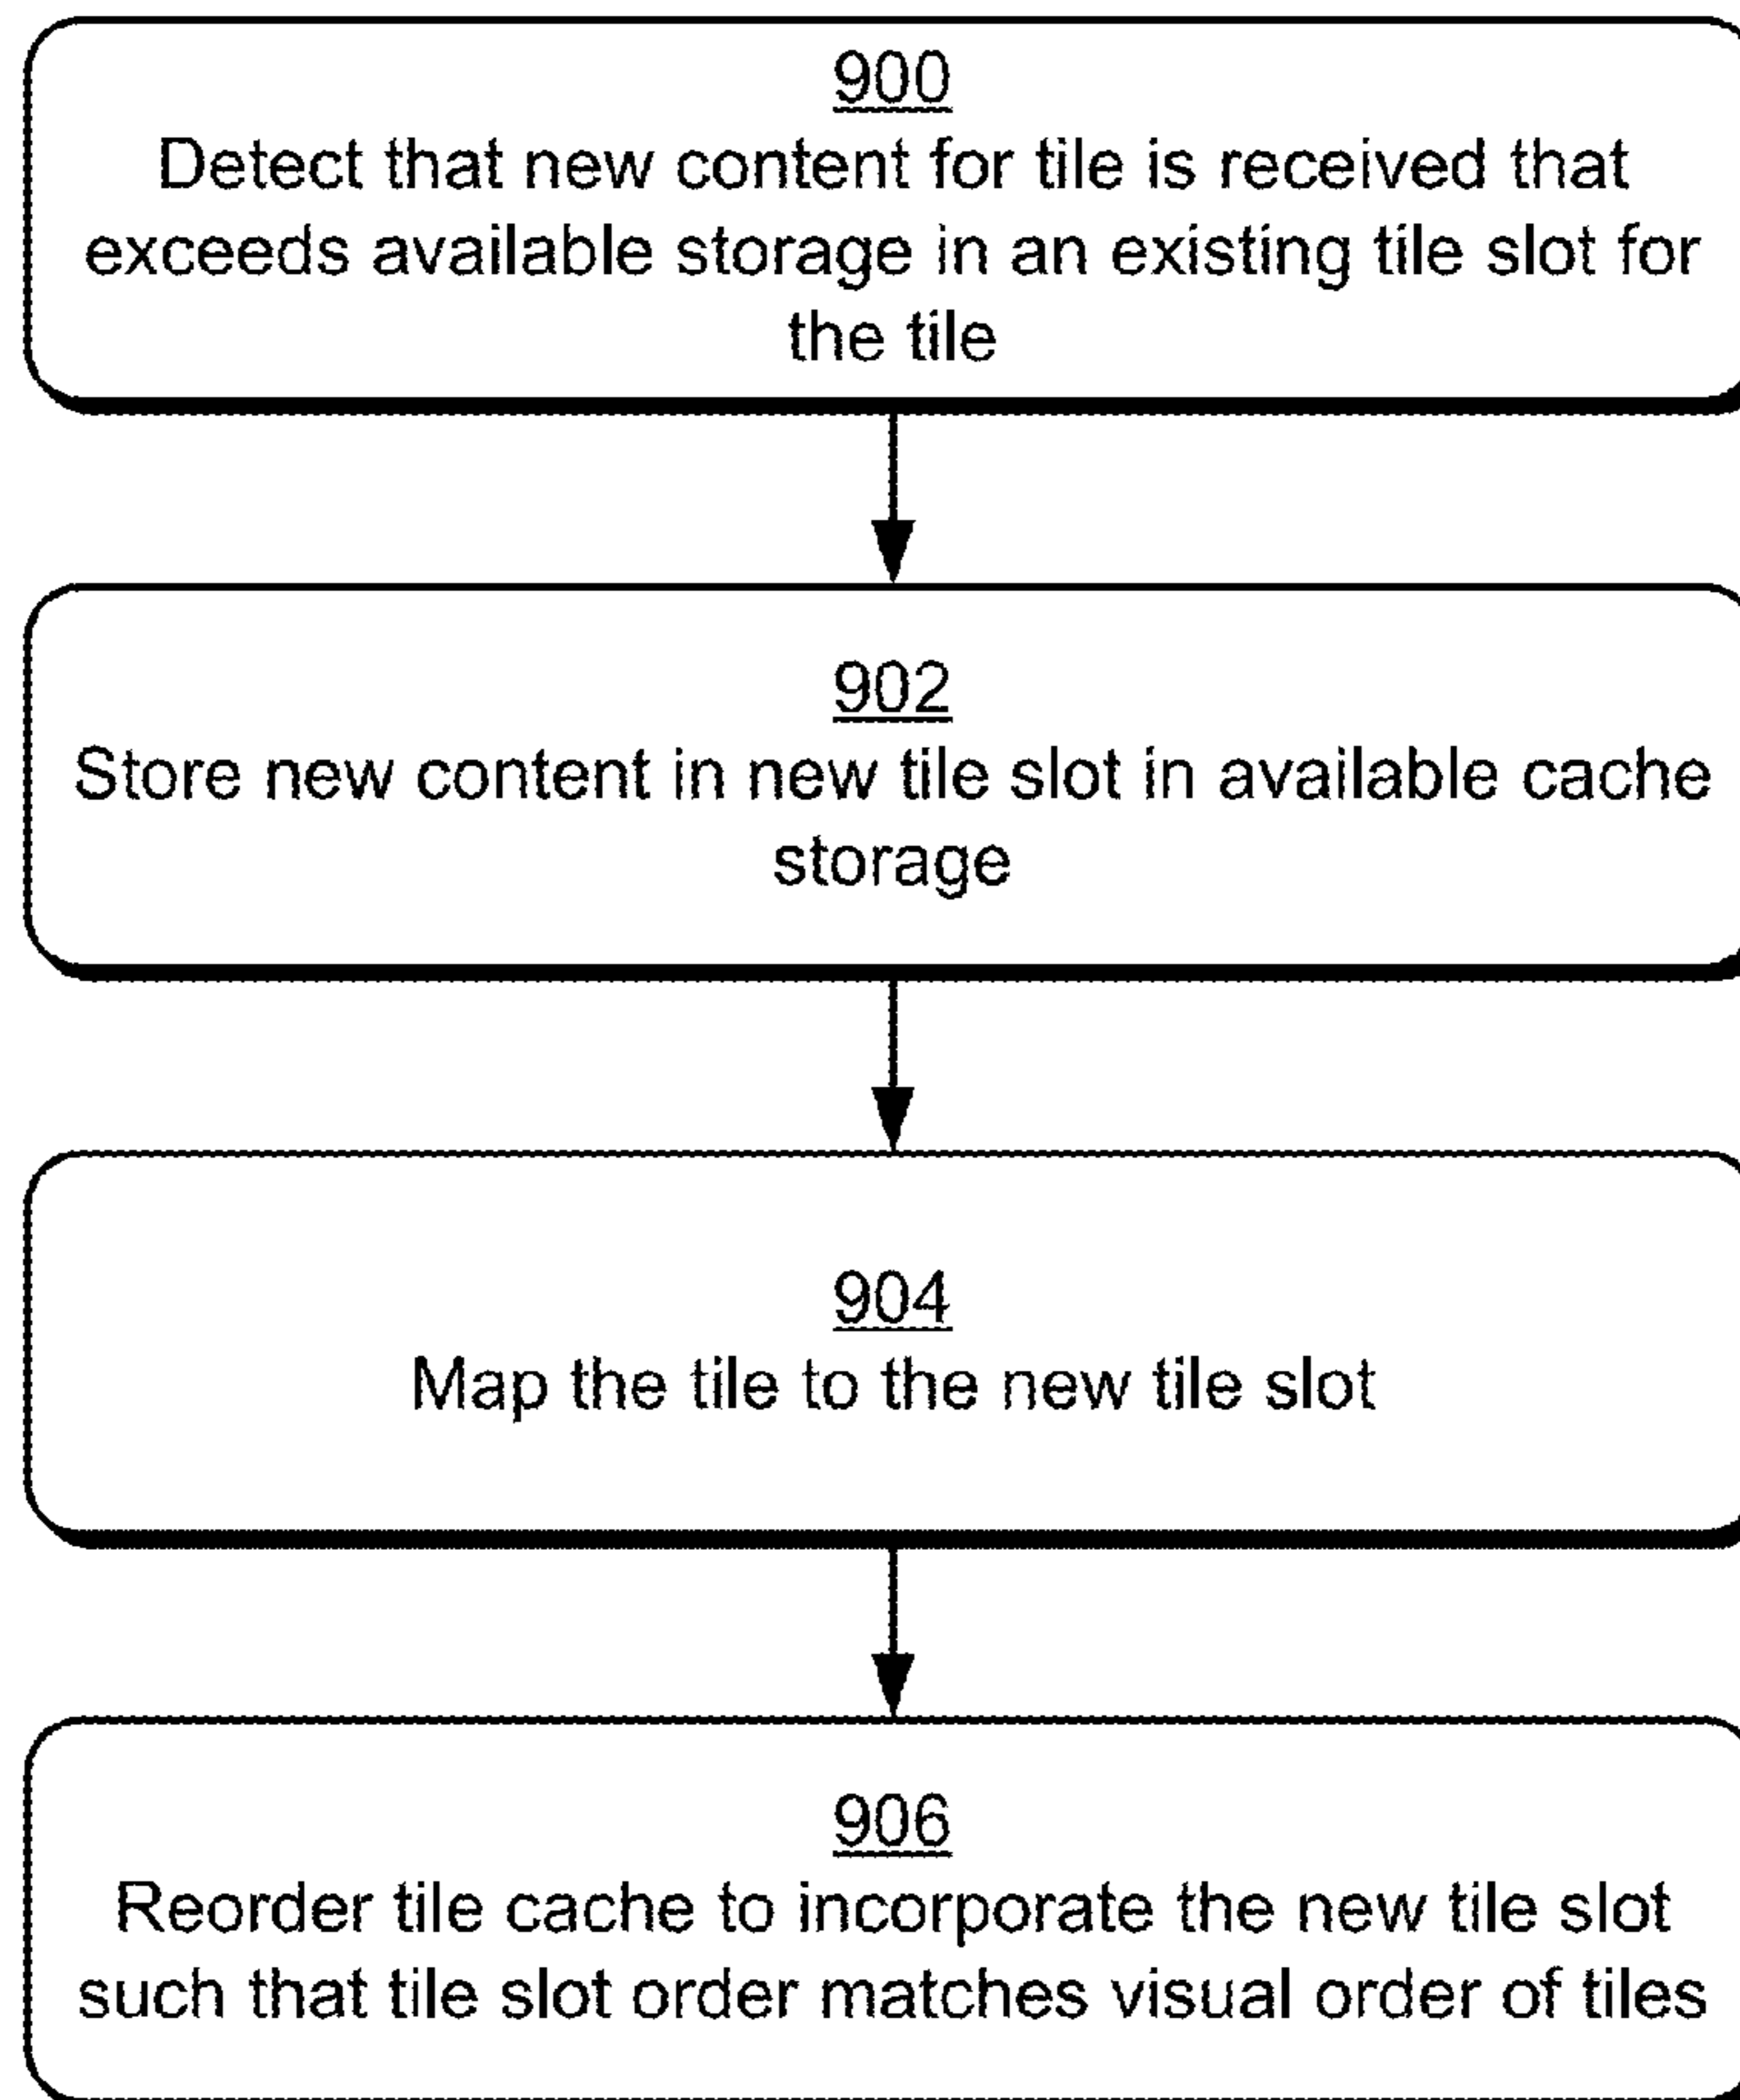 900
Detect that new content for tile is received that
exceeds available storage in an existing tile slot for
the tile
902
Store new content in new tile slot in available cache
storage
904
Map the tile to the new tile slot
906
Reorder tile cache to incorporate the new tile slot
such that tile slot order matches visual order of tiles